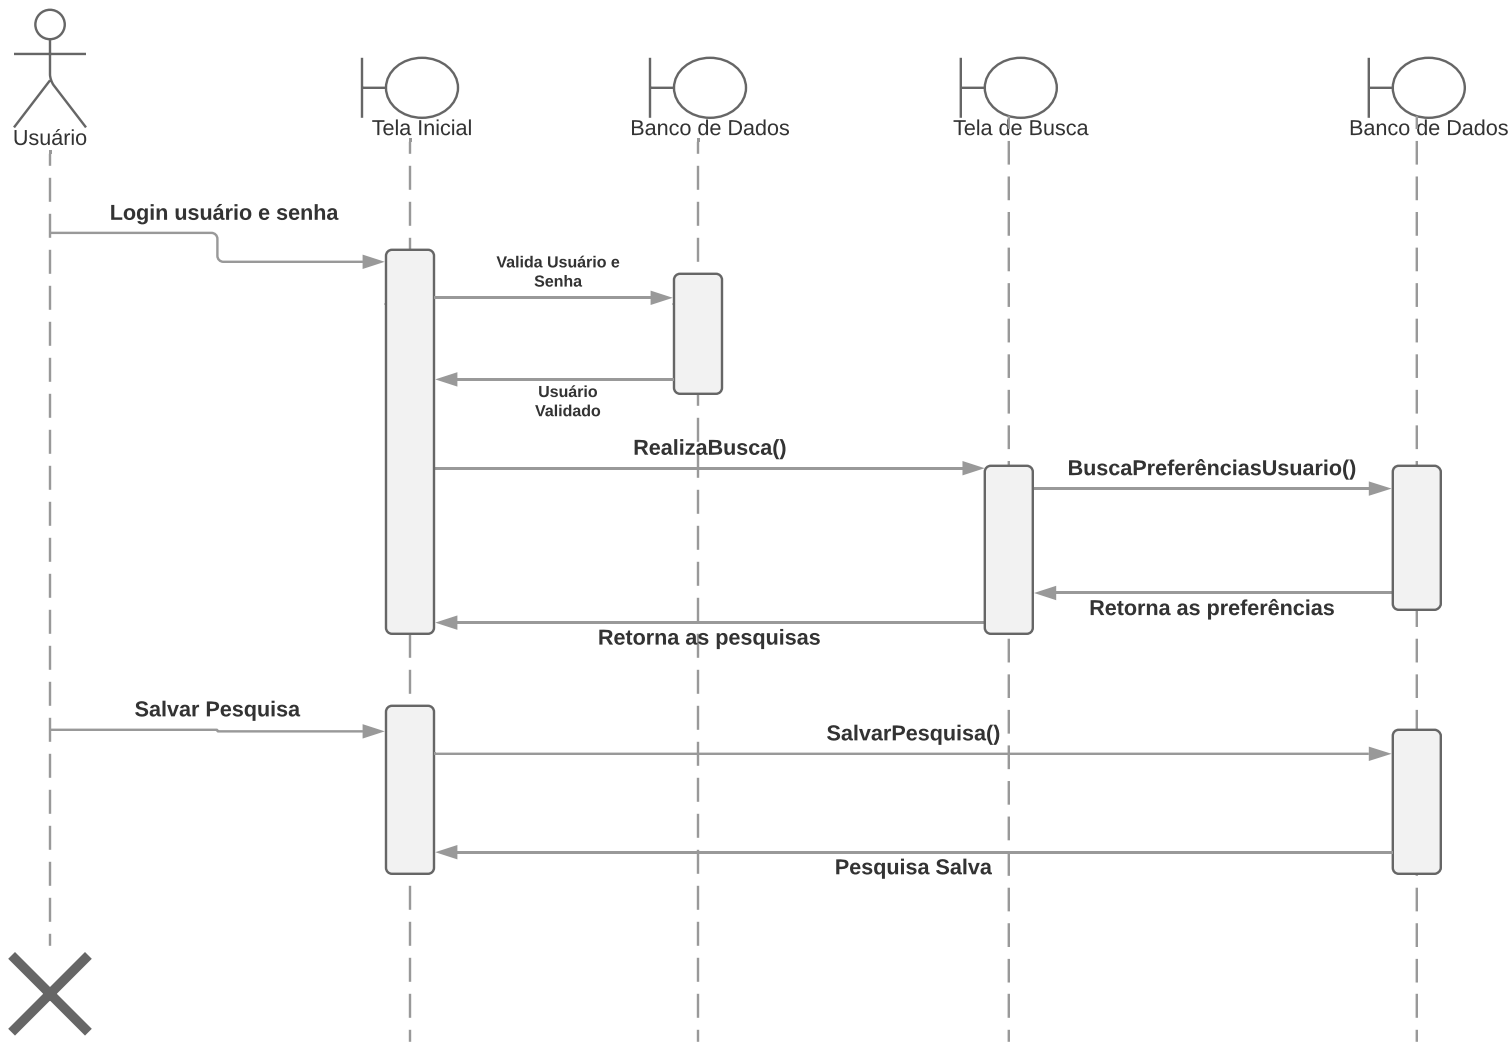 Usuário
Tela Inicial
Banco de Dados
Tela de Busca
Banco de Dados
Login usuário e senha
Valida Usuário e
Senha
Usuário
Validado
RealizaBusca()
BuscaPreferênciasUsuario()
Retorna as preferências
Retorna as pesquisas
Salvar Pesquisa
SalvarPesquisa()
Pesquisa Salva